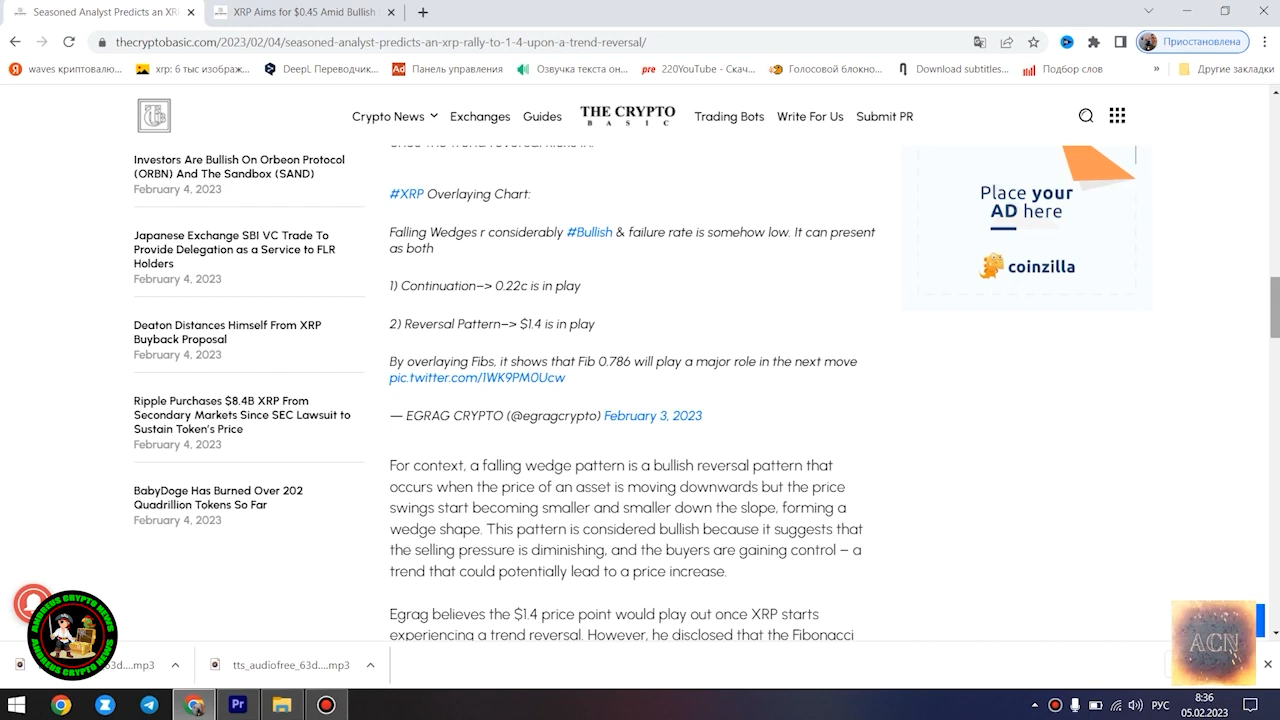 Seasoned Analyst Predicts an XR
XRP Aims for $0.45 Amid Bullish
thecryptobasic.com/2023/02/04/seasoned-analyst-predicts-an-xrp-rally-to-1-4-upon-a-trend-reversal/
Приостановлена
waves криптовалю...
xrp: 6 тыс изображ...
DeepL Переводчик...
Ad Панель управления
Озвучка текста он...
pre 220YouTube - Скач...
Голосовой блокно...
Download subtitles...
Подбор слов
»
Другие закладки
Crypto News
Exchanges
Guides
THE CRYPTO
BASIC
Trading Bots
Write For Us
Submit PR
Investors Are Bullish On Orbeon Protocol
(ORBN) And The Sandbox (SAND)
February 4, 2023
Japanese Exchange SBI VC Trade To
Provide Delegation as a Service to FLR
Holders
February 4, 2023
Deaton Distances Himself From XRP
Buyback Proposal
February 4, 2023
Ripple Purchases $8.4B XRP From
Secondary Markets Since SEC Lawsuit to
Sustain Token's Price
February 4, 2023
BabyDoge Has Burned Over 202
Quadrillion Tokens So Far
February 4, 2023
#XRP Overlaying Chart:
Falling Wedges r considerably #Bullish & failure rate is somehow low. It can present
as both
1) Continuation–> 0.22c is in play
2) Reversal Pattern–> $1.4 is in play
By overlaying Fibs, it shows that Fib 0.786 will play a major role in the next move
pic.twitter.com/1WK9PM0Ucw
— EGRAG CRYPTO (@egragcrypto) February 3, 2023
For context, a falling wedge pattern is a bullish reversal pattern that
occurs when the price of an asset is moving downwards but the price
swings start becoming smaller and smaller down the slope, forming a
wedge shape. This pattern is considered bullish because it suggests that
the selling pressure is diminishing, and the buyers are gaining control – a
trend that could potentially lead to a price increase.
Egrag believes the $1.4 price point would play out once XRP starts
experiencing a trend reversal. However, he disclosed that the Fibonacci
Place your
AD here
coinzilla
ANDREUS CRYPTO NEWS
ANDREUS CRYPTO NEWS
ACN
63d....mp3
tts_audiofree_63d....mp3
Pr
РУС
8:36
05.02.2023